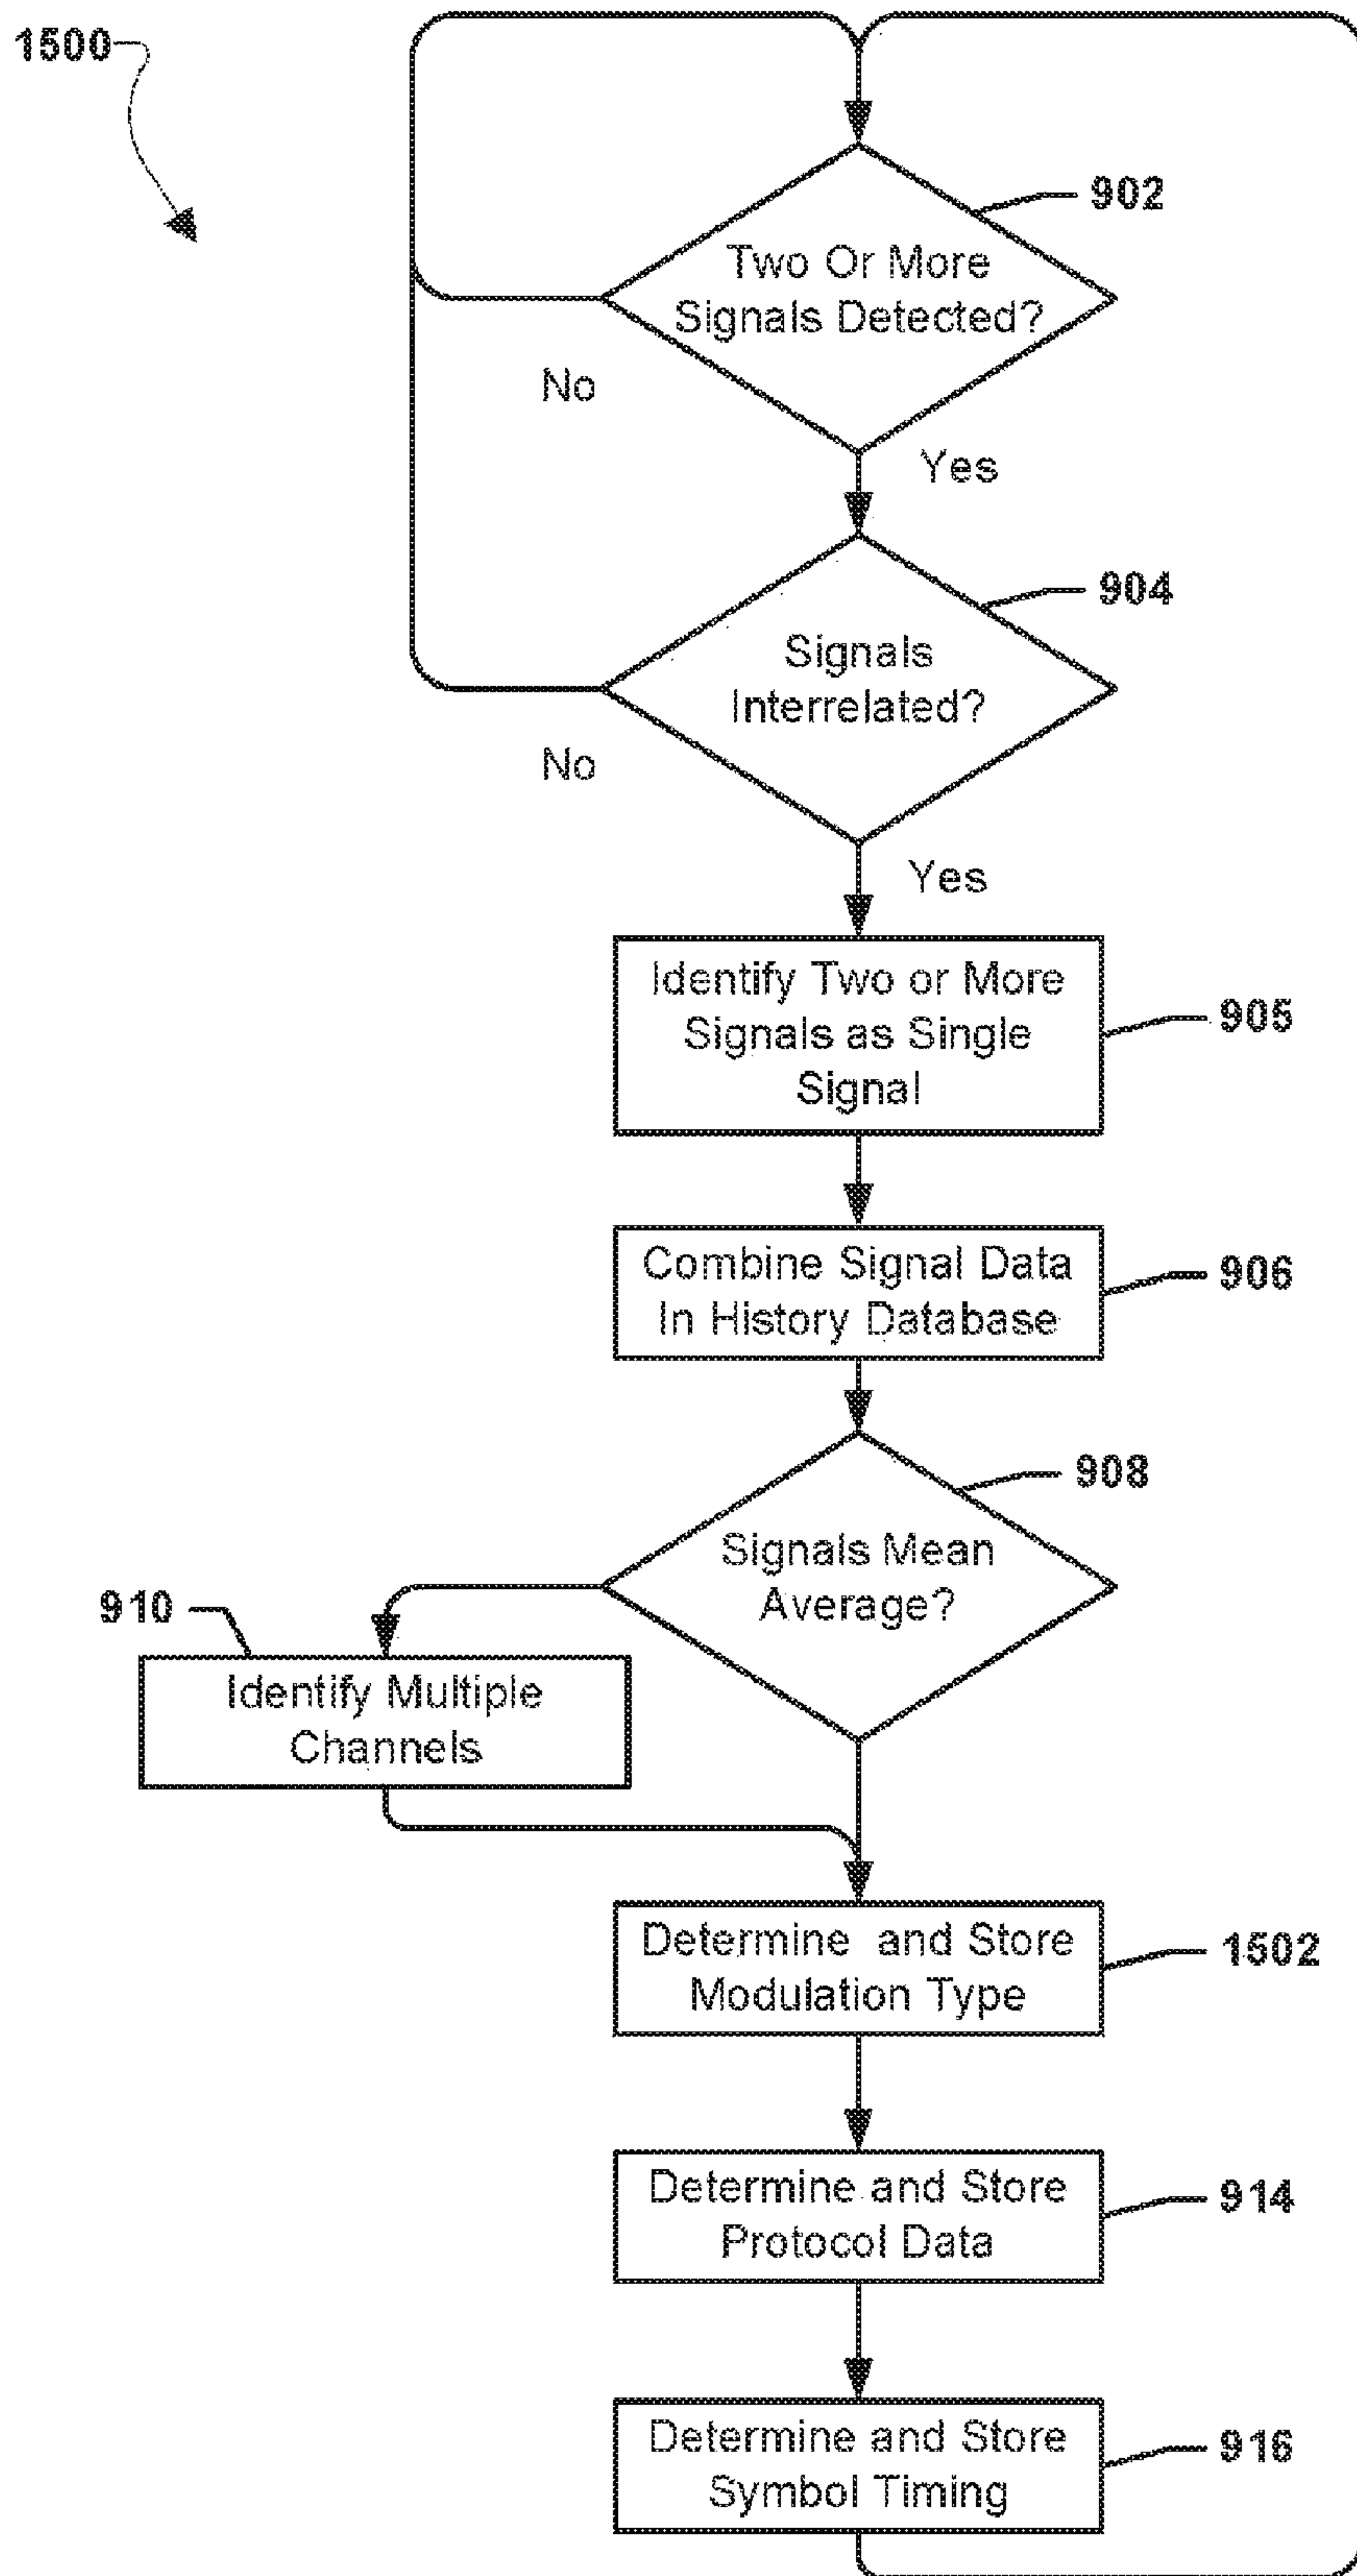 1500
902
Two Or More
Signals Detected?
No
Yes
904
Signals
Interrelated?
No
Yes
Identify Two or More
Signals as Single
Signal
905
Combine Signal Data
In History Database
906
908
Signals Mean
Average?
910
Identify Multiple
Channels
Determine and Store
Modulation Type
1502
Determine and Store
Protocol Data
914
Determine and Store
Symbol Timing
916